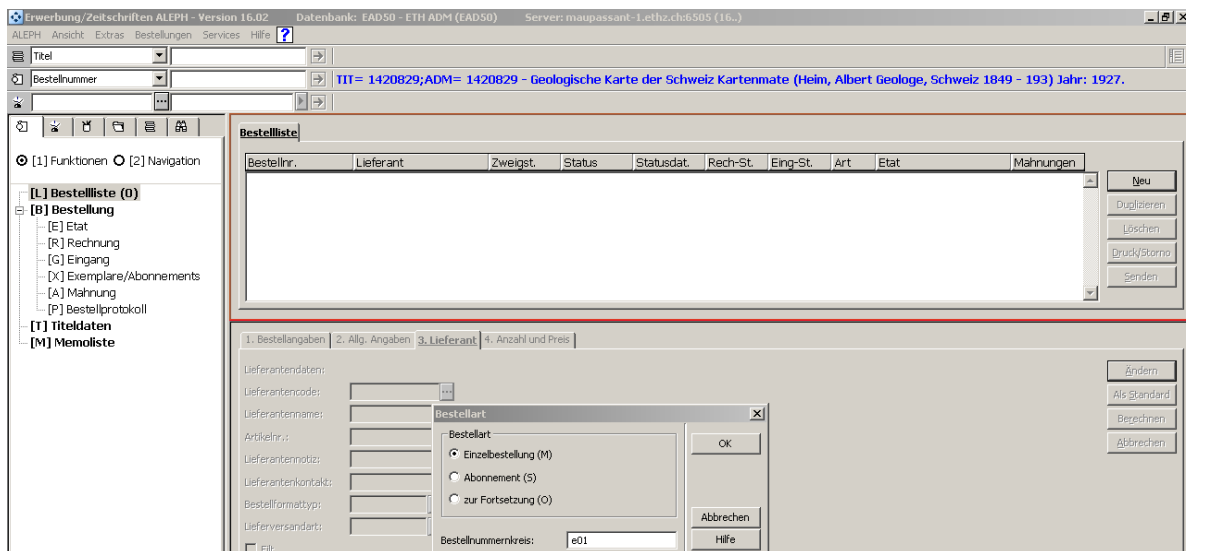 Erwerbung/Zeitschriften ALEPH - Version 16.02 Datenbank: EAD50 - ETH ADM (EAD50) Server: maupassant-1.ethz.ch:6505 (16..)
ALEPH Ansicht Extras Bestellungen Services Hilfe ?
Titel
Bestellnummer TIT= 1420829;ADM= 1420829 - Geologische Karte der Schweiz Kartenmate (Heim, Albert Geologe, Schweiz 1849 - 193) Jahr: 1927.
[1] Funktionen [2] Navigation
[L] Bestellliste (0)
[B] Bestellung
[E] Etat
[R] Rechnung
[G] Eingang
[X] Exemplare/Abonnements
[A] Mahnung
[P] Bestellprotokoll
[T] Titeldaten
[M] Memoliste
Bestellliste
Bestellnr. Lieferant Zweigst. Status Statusdat. Rech-St. Eing-St. Art Etat Mahnungen
Neu
Duplizieren
Löschen
Druck/Storno
Senden
1. Bestellangaben 2. Allg. Angaben 3. Lieferant 4. Anzahl und Preis
Lieferantendaten:
Lieferantencode:
Lieferantenname:
Artikelnr.:
Lieferantennotiz:
Lieferantenkontakt:
Bestellformattyp:
Lieferversandart:
Ändern
Als Standard
Berechnen
Abbrechen
Bestellart
Bestellart
Einzelbestellung (M)
Abonnement (S)
zur Fortsetzung (O)
OK
Abbrechen
Hilfe
Bestellnummernkreis: e01